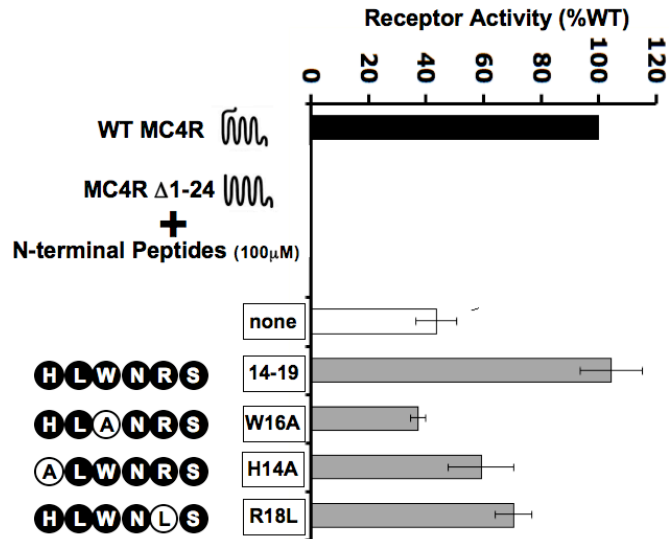 Receptor Activity (%WT)
0 20 40 60 80 100 120
WT MC4R
MC4R Δ1-24
+
N-terminal Peptides (100μM)
none
H L W N R S 14-19
H L A N R S W16A
A L W N R S H14A
H L W N L S R18L